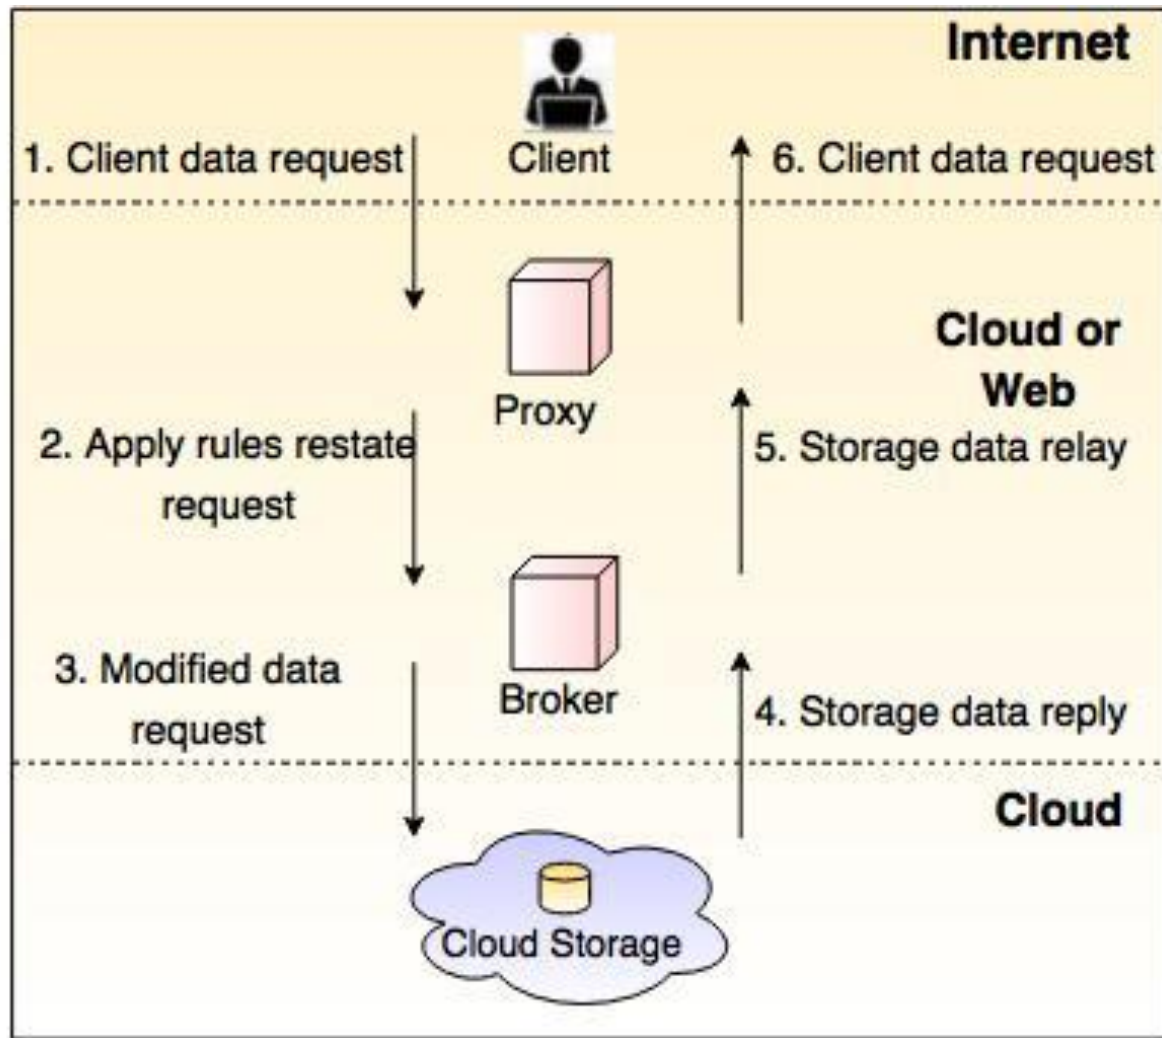 Internet
1. Client data request
Client
6. Client data request
Cloud or
Web
Proxy
2. Apply rules restate
request
5. Storage data relay
3. Modified data
request
Broker
4. Storage data reply
Cloud
Cloud Storage